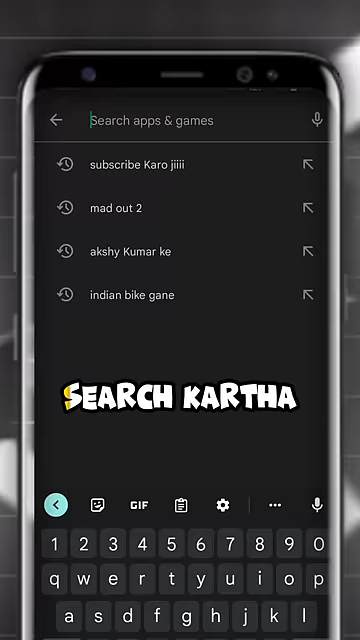 Search apps & games
subscribe Karo jiiii
mad out 2
akshy Kumar ke
indian bike gane
SEARCH KARTHA
GIF
1 2 3 4 5 6 7 8 9 0
q w e r t y u i o p
a s d f g h j k l